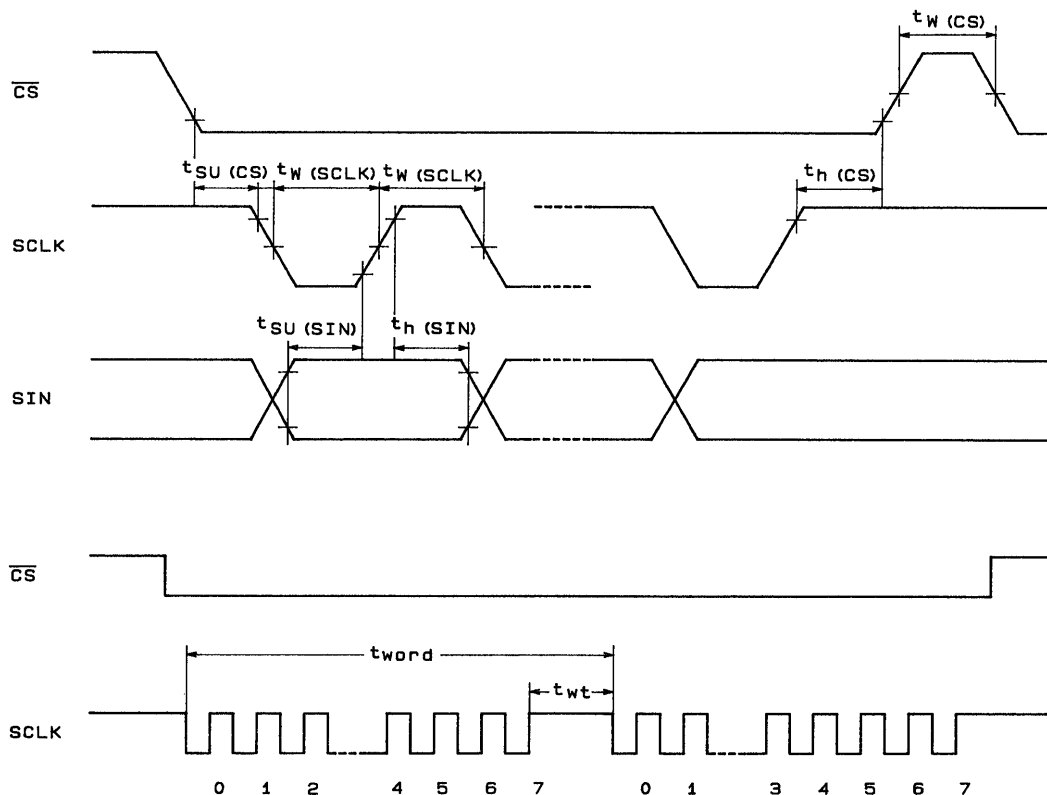 tW (CS)
CS
tSU (CS) tW (SCLK) tW (SCLK) th (CS)
SCLK
tSU (SIN) th (SIN)
SIN
CS
tword
twt
SCLK
0 1 2 4 5 6 7 0 1 3 4 5 6 7